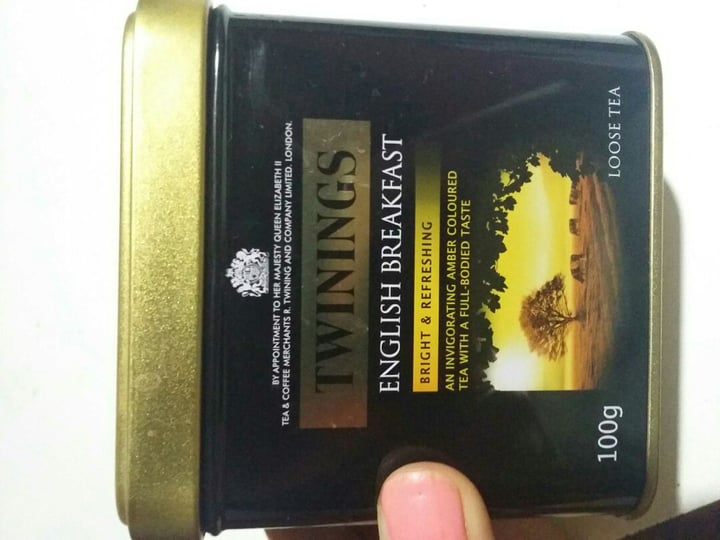 BY APPOINTMENT TO HER MAJESTY QUEEN ELIZABETH II
TEA & COFFEE MERCHANTS R. TWINING AND COMPANY LIMITED. LONDON.
TWININGS
ENGLISH BREAKFAST
BRIGHT & REFRESHING
AN INVIGORATING AMBER COLOURED
TEA WITH A FULL-BODIED TASTE
100g
LOOSE TEA